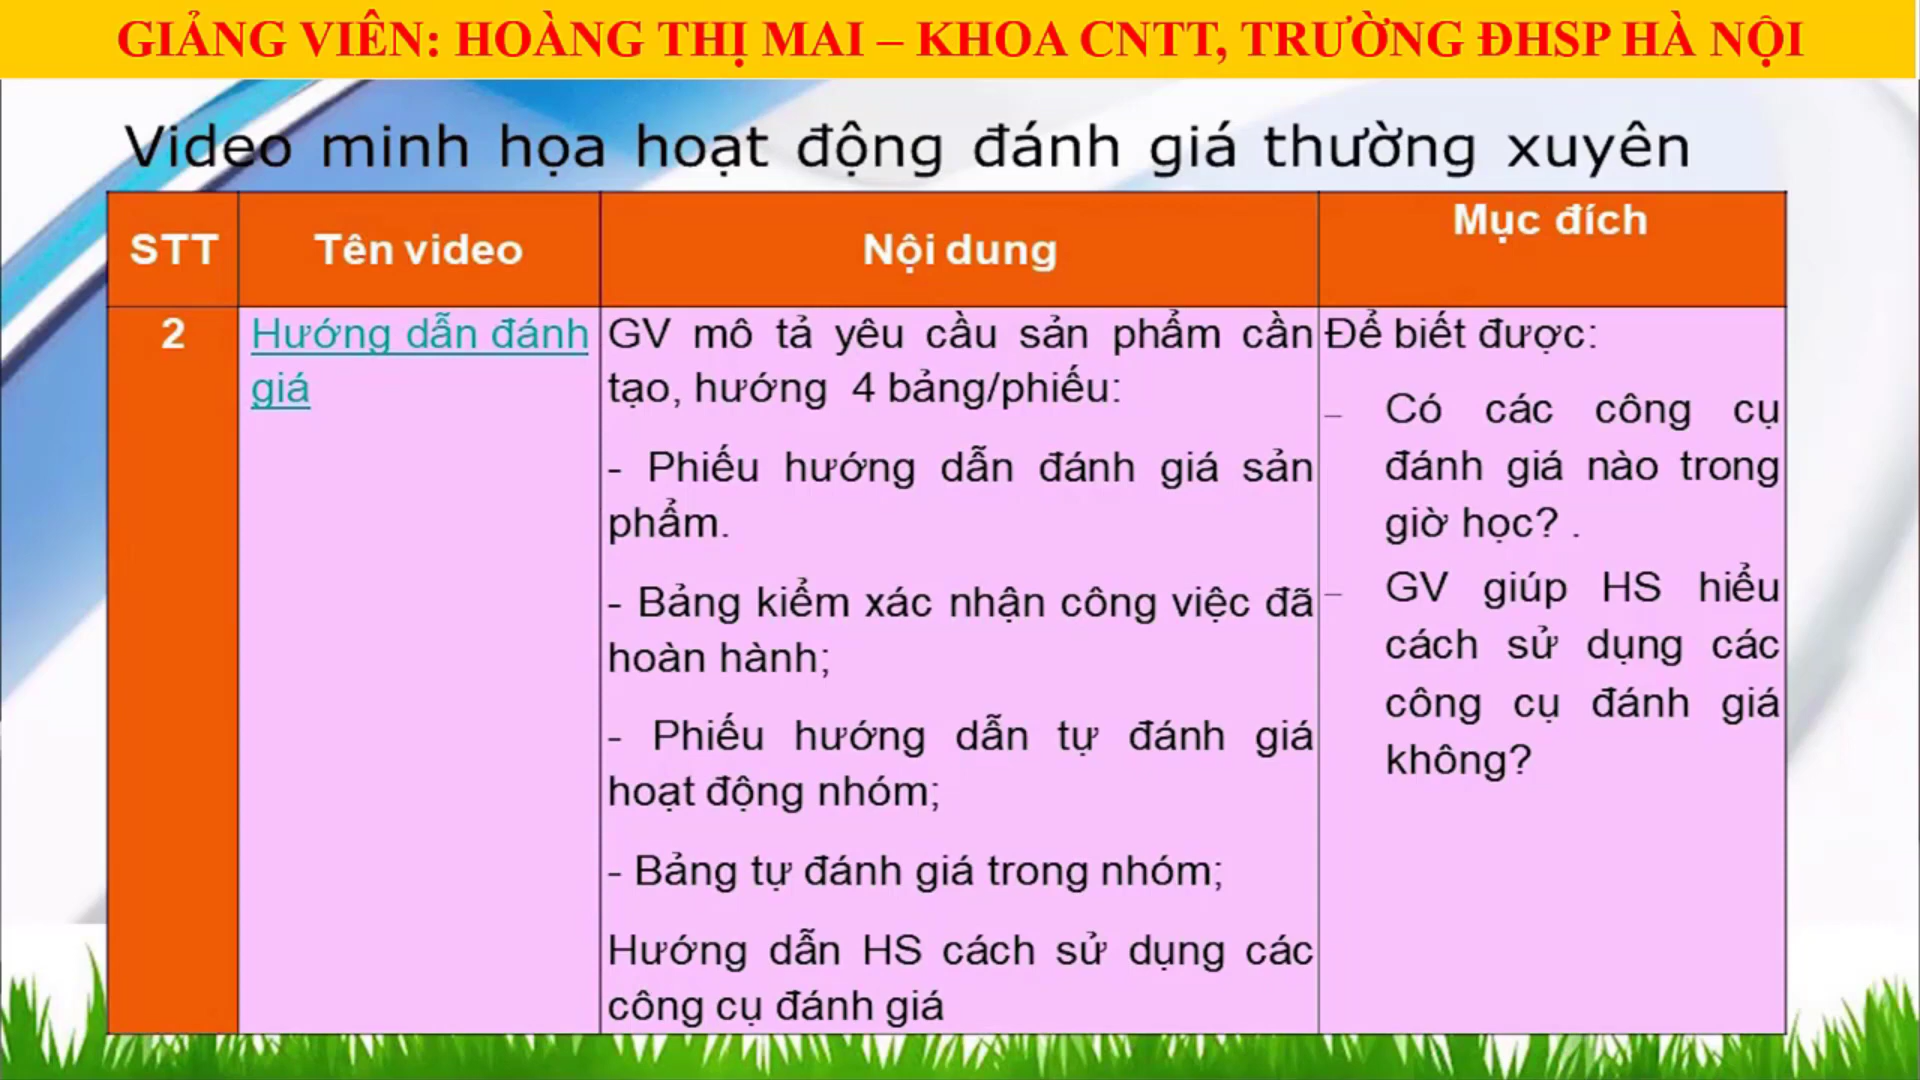 GIẢNG VIÊN: HOÀNG THỊ MAI – KHOA CNTT, TRƯỜNG ĐHSP HÀ NỘI
Video minh họa hoạt động đánh giá thường xuyên
STT
Tên video
Nội dung
Mục đích
2
Hướng dẫn đánh
giá
GV mô tả yêu cầu sản phẩm cần
tạo, hướng 4 bảng/phiếu:
- Phiếu hướng dẫn đánh giá sản
phẩm.
- Bảng kiểm xác nhận công việc đã
hoàn hành;
- Phiếu hướng dẫn tự đánh giá
hoạt động nhóm;
- Bảng tự đánh giá trong nhóm;
Hướng dẫn HS cách sử dụng các
công cụ đánh giá
Để biết được:
– Có các công cụ
đánh giá nào trong
giờ học? .
– GV giúp HS hiểu
cách sử dụng các
công cụ đánh giá
không?